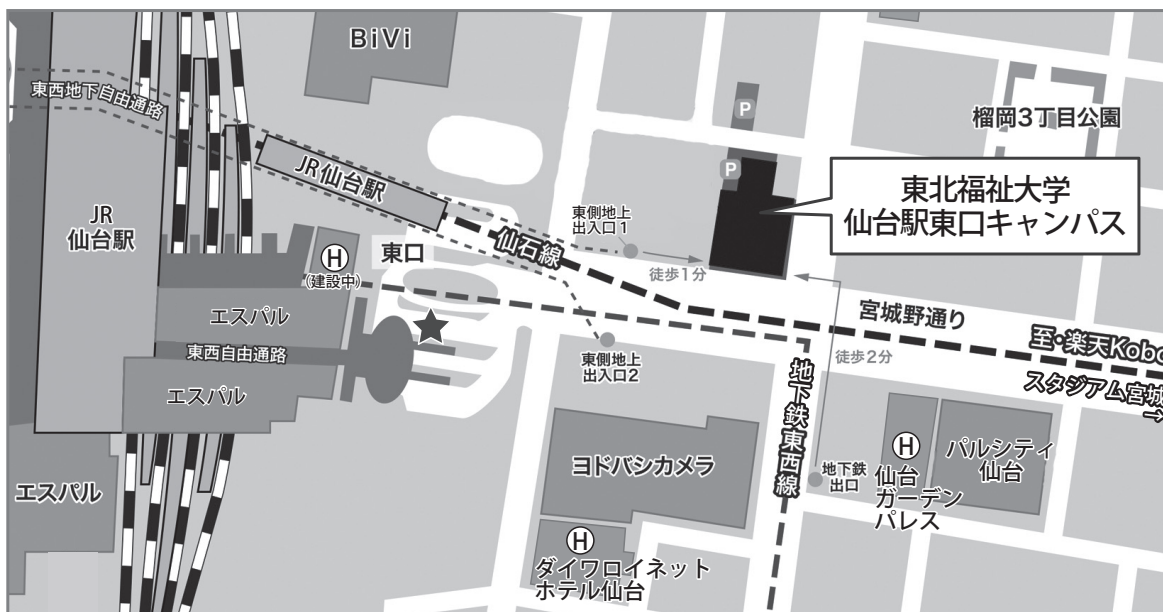 BiVi
P
東西地下自由通路
榴岡3丁目公園
P
JR仙台駅
東北福祉大学
仙台駅東口キャンパス
JR
仙台駅
東側地上
出入口1
仙石線
東口
H
(建設中)
徒歩1分
エスパル
宮城野通り
至・楽天Kobo
スタジアム宮城
→
東西自由通路
東側地上
出入口2
徒歩2分
エスパル
地下鉄東西線
ヨドバシカメラ
エスパル
地下鉄
出口
H
仙台
ガーデン
パレス
パルシティ
仙台
H
ダイワロイネット
ホテル仙台